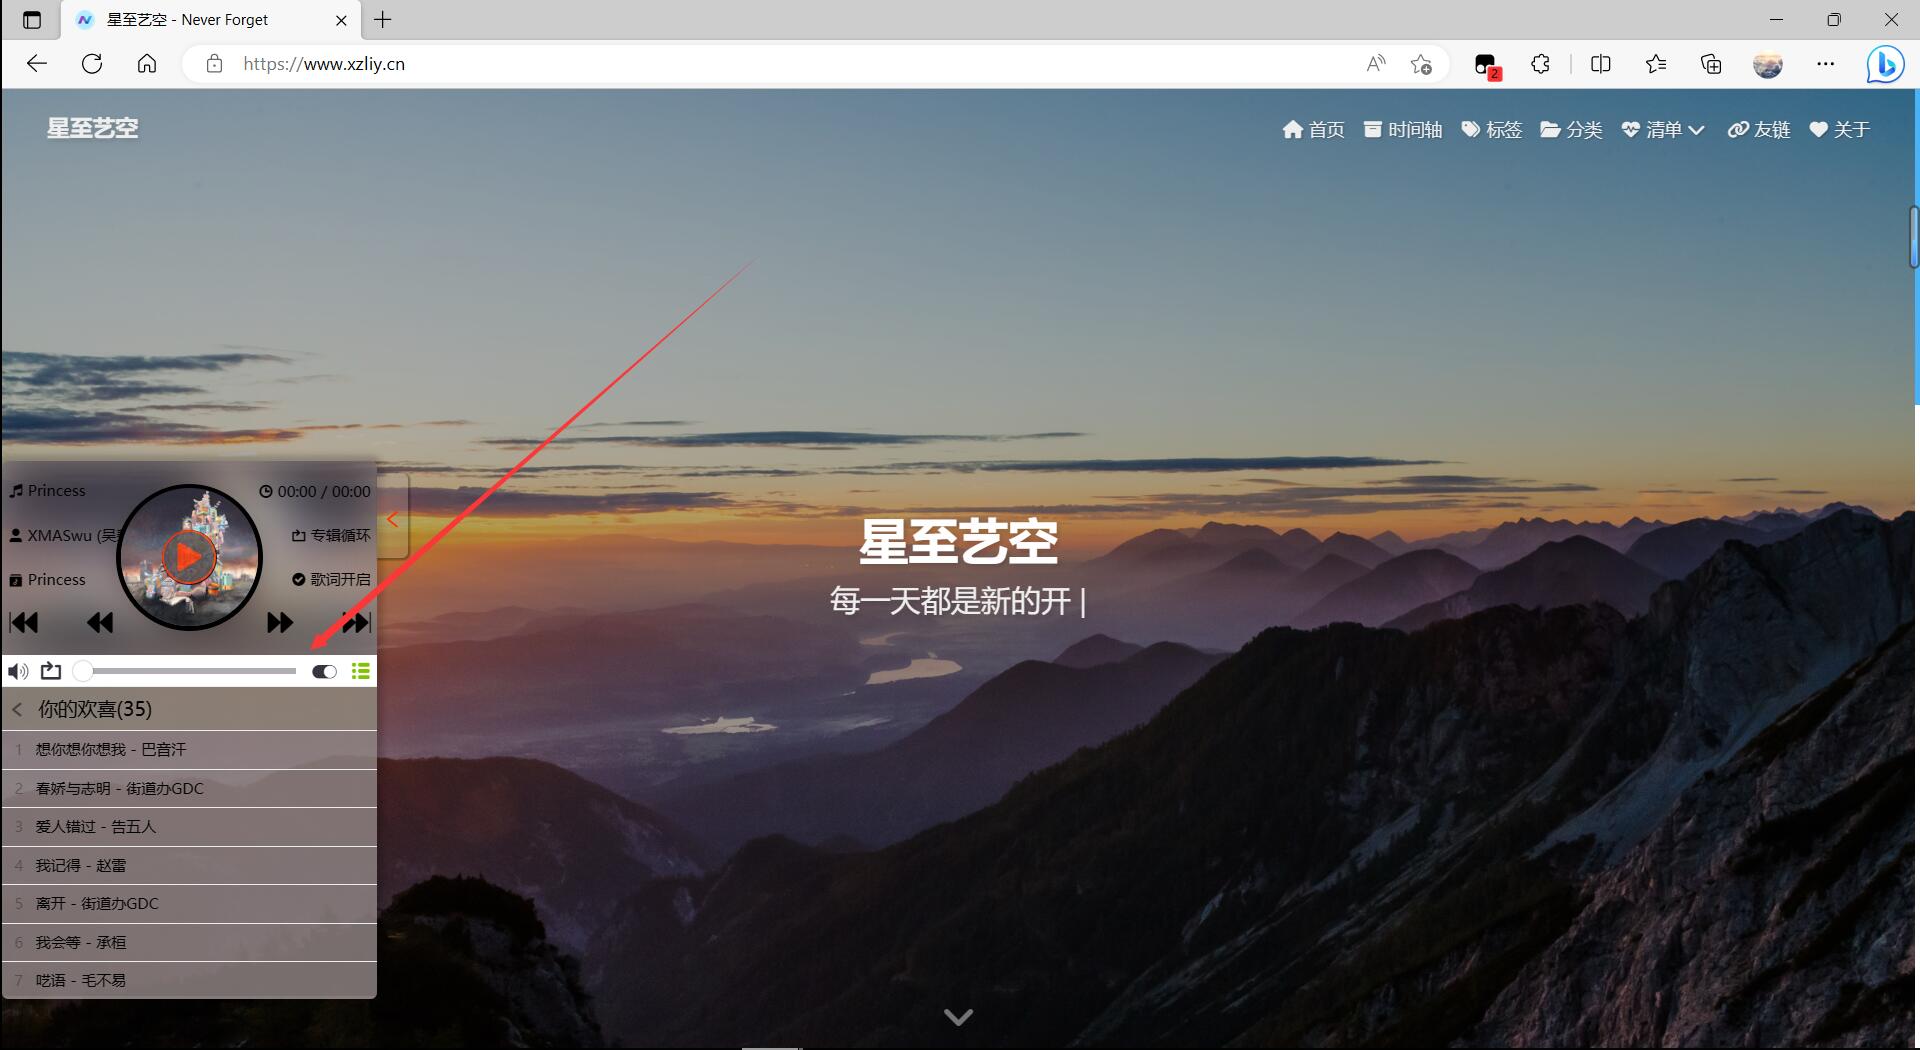 星至艺空 - Never Forget
https://www.xzliy.cn
2
星至艺空
首页 时间轴 标签 分类 清单 友链 关于
Princess
00:00 / 00:00
XMASwu (吴
专辑循环
Princess
歌词开启
星至艺空
每一天都是新的开 |
你的欢喜(35)
1 想你想你想我 - 巴音汗
2 春娇与志明 - 街道办GDC
3 爱人错过 - 告五人
4 我记得 - 赵雷
5 离开 - 街道办GDC
6 我会等 - 承桓
7 呓语 - 毛不易